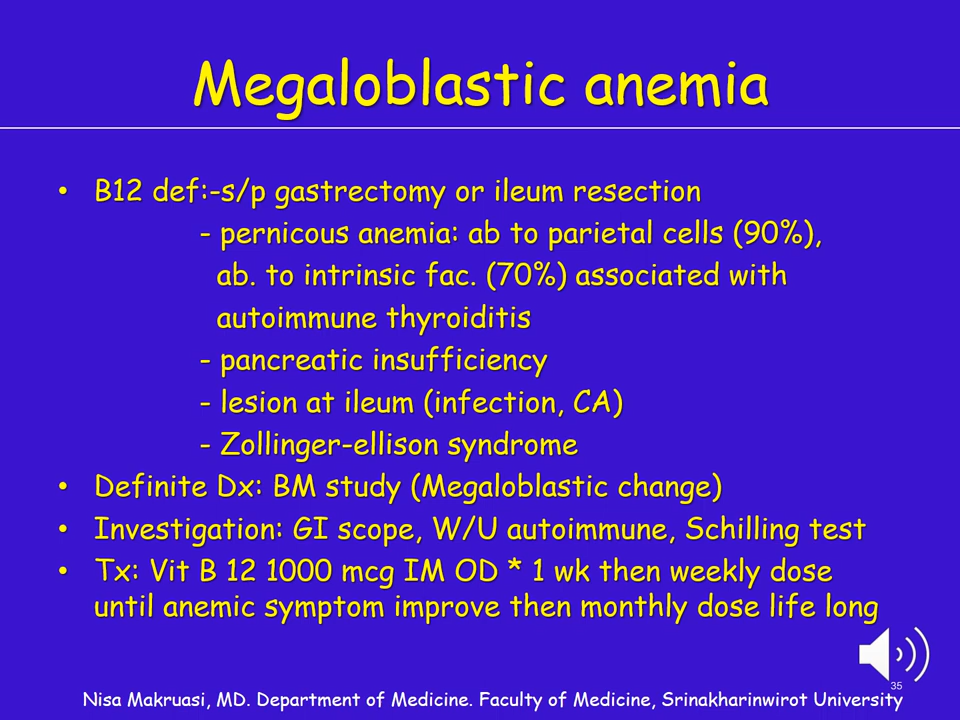 Megaloblastic anemia
• B12 def:-s/p gastrectomy or ileum resection
- pernicous anemia: ab to parietal cells (90%),
ab. to intrinsic fac. (70%) associated with
autoimmune thyroiditis
- pancreatic insufficiency
- lesion at ileum (infection, CA)
- Zollinger-ellison syndrome
• Definite Dx: BM study (Megaloblastic change)
• Investigation: GI scope, W/U autoimmune, Schilling test
• Tx: Vit B 12 1000 mcg IM OD * 1 wk then weekly dose
until anemic symptom improve then monthly dose life long
35
Nisa Makruasi, MD. Department of Medicine. Faculty of Medicine, Srinakharinwirot University